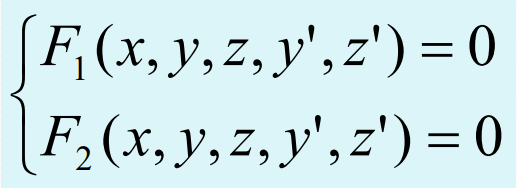 F₁(x, y, z, y', z') = 0
F₂(x, y, z, y', z') = 0